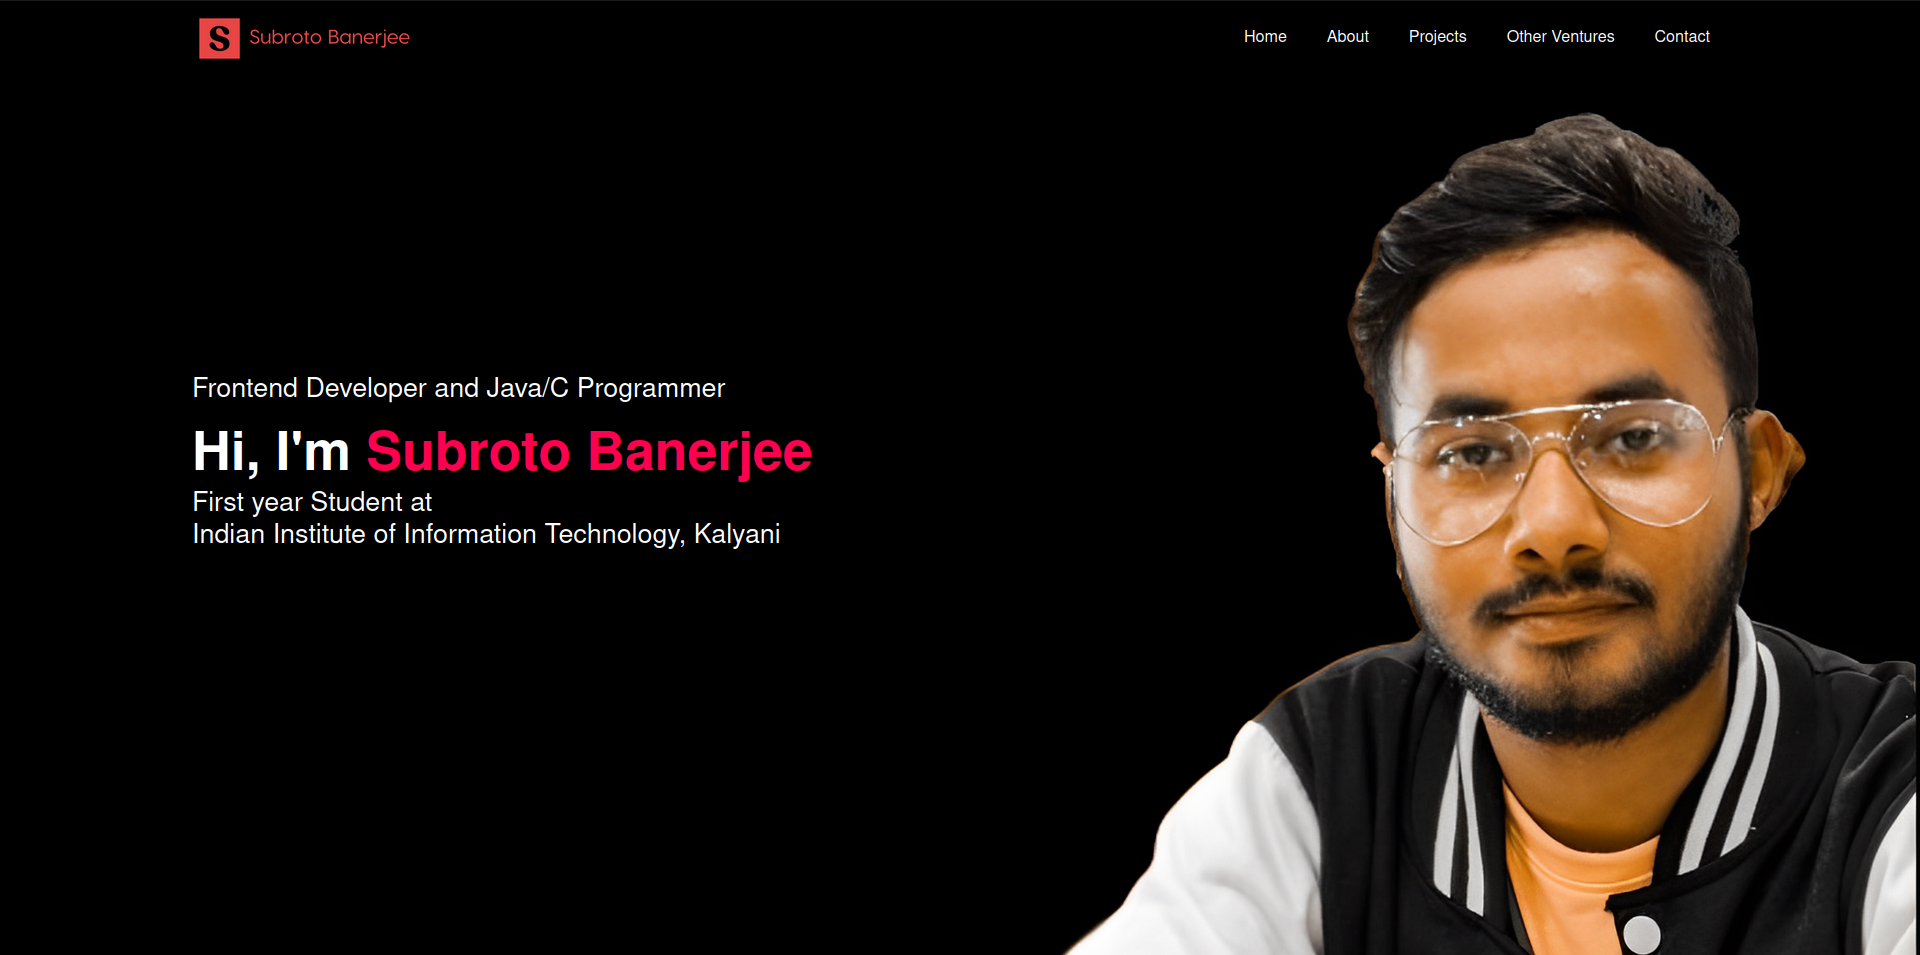 S Subroto Banerjee
Home About Projects Other Ventures Contact
Frontend Developer and Java/C Programmer
Hi, I'm Subroto Banerjee
First year Student at
Indian Institute of Information Technology, Kalyani